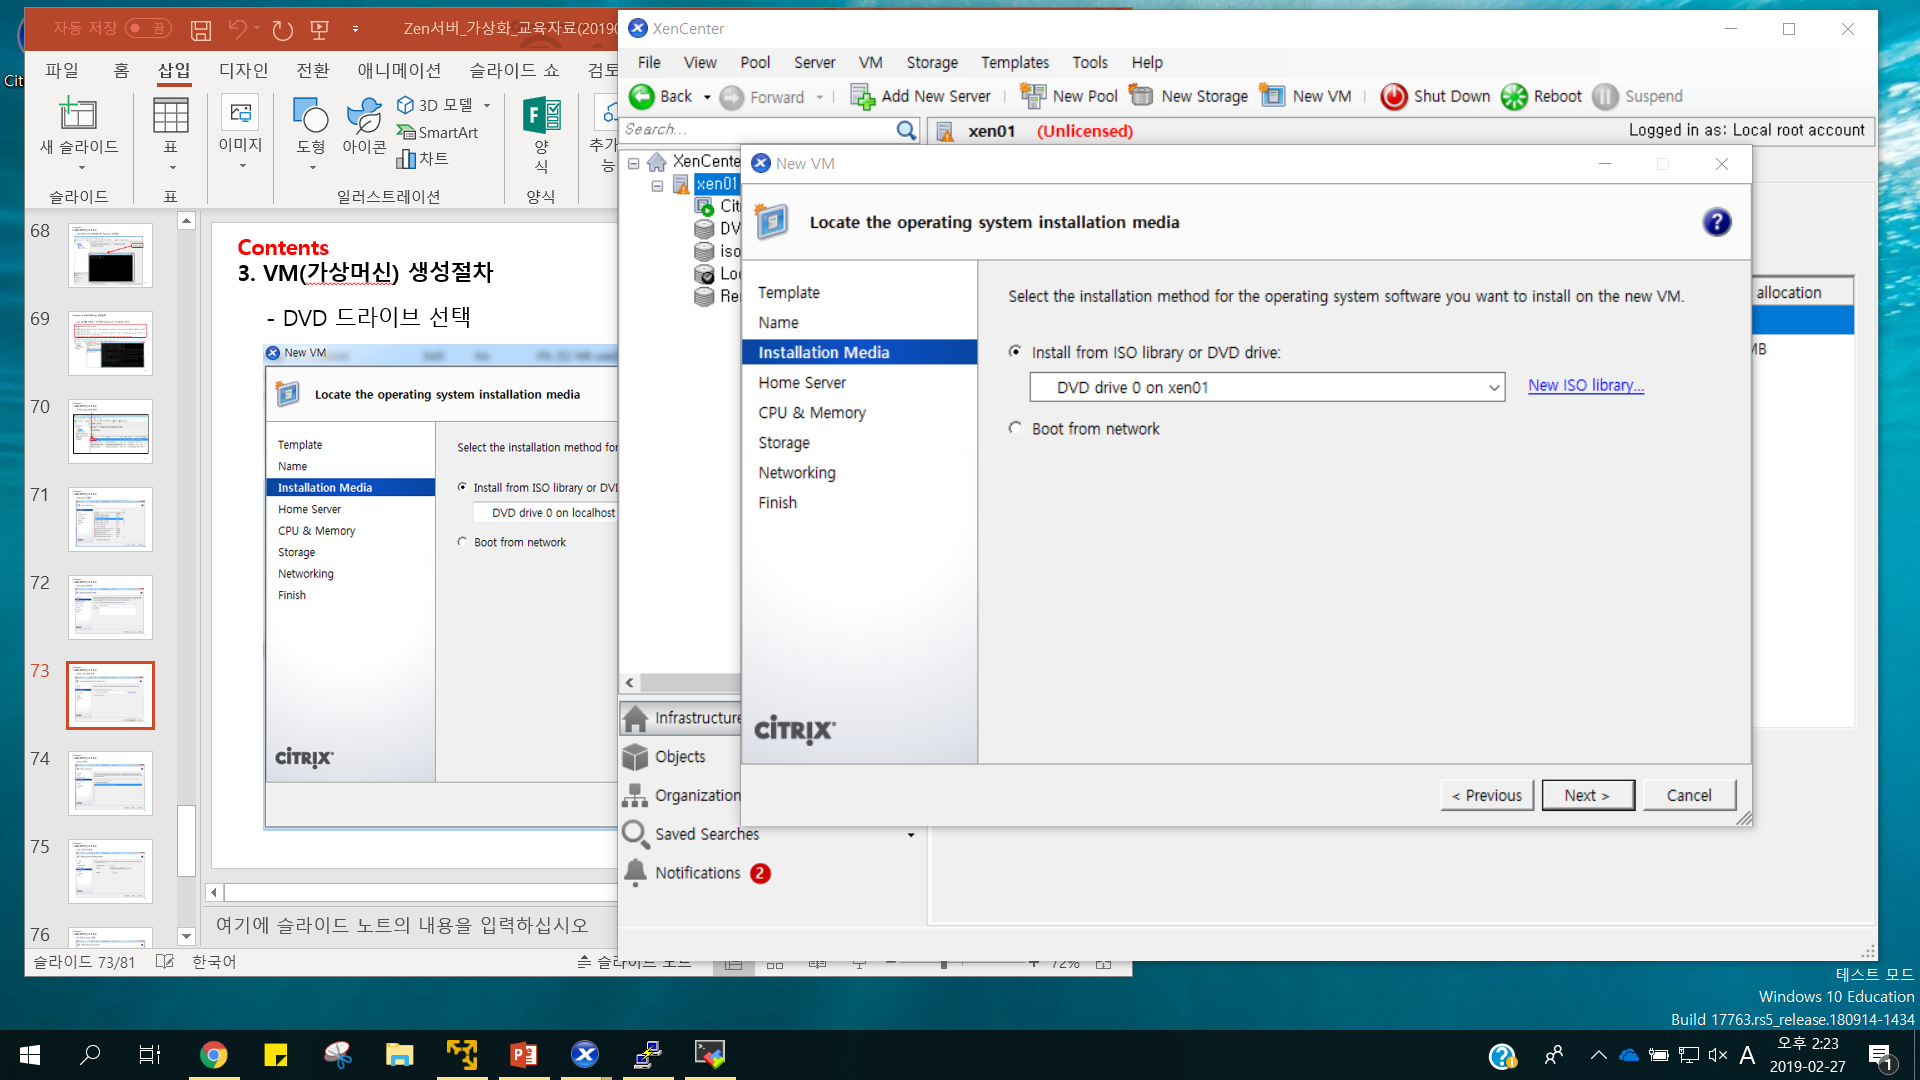 자동 저장 끔
Zen서버_가상화_교육자료(2019
파일 홈 삽입 디자인 전환 애니메이션 슬라이드 쇼 검토
새 슬라이드
표
이미지
도형
아이콘
3D 모델
SmartArt
차트
양식
추가
능
슬라이드 표 일러스트레이션 양식
68
69
70
71
72
73
74
75
76
Contents
3. VM(가상머신) 생성절차
- DVD 드라이브 선택
New VM
Locate the operating system installation media
Template
Name
Installation Media
Home Server
CPU & Memory
Storage
Networking
Finish
Select the installation method for
Install from ISO library or DV
DVD drive 0 on localhost
Boot from network
CITRIX
여기에 슬라이드 노트의 내용을 입력하십시오
슬라이드 73/81 한국어
슬라이드 노트
72%
Cit
XenCenter
File View Pool Server VM Storage Templates Tools Help
Back Forward Add New Server New Pool New Storage New VM Shut Down Reboot Suspend
Search...
xen01 (Unlicensed)
Logged in as: Local root account
XenCente
xen01
Cit
DV
iso
Loc
Re
Infrastructure
Objects
Organization
Saved Searches
Notifications 2
allocation
MB
New VM
Locate the operating system installation media
?
Template
Name
Installation Media
Home Server
CPU & Memory
Storage
Networking
Finish
CITRIX
Select the installation method for the operating system software you want to install on the new VM.
Install from ISO library or DVD drive:
DVD drive 0 on xen01
New ISO library...
Boot from network
< Previous Next > Cancel
테스트 모드
Windows 10 Education
Build 17763.rs5_release.180914-1434
A
오후 2:23
2019-02-27
1